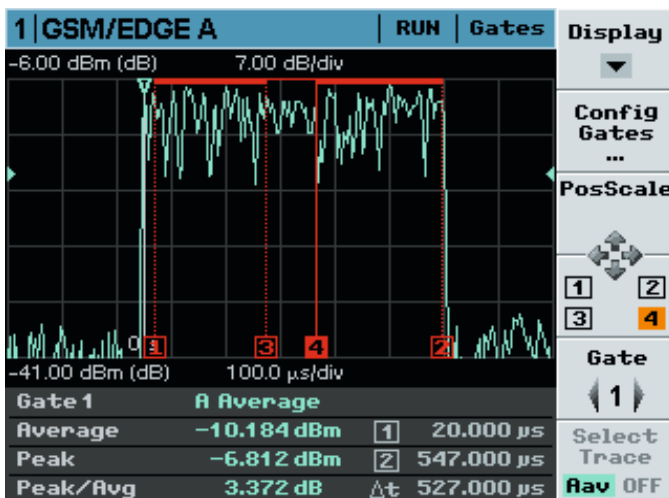 1 GSM/EDGE A RUN Gates
-6.00 dBm (dB) 7.00 dB/div
T
0 s
1 3 4 2
-41.00 dBm (dB) 100.0 µs/div
Gate1 A Average
Average -10.184 dBm 1 20.000 µs
Peak -6.812 dBm 2 547.000 µs
Peak/Avg 3.372 dB Δt 527.000 µs
Display
Config
Gates
...
PosScale
1 2
3 4
Gate
1
Select
Trace
Aav OFF